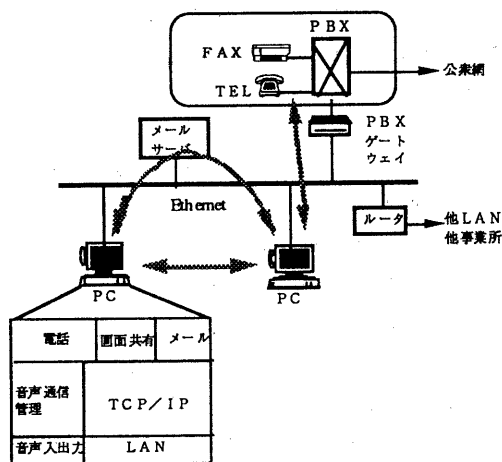 PBX
FAX
TEL
公衆網
PBX
ゲート
ウェイ
メール
サーバ
Ethernet
ルータ
他LAN
他事業所
PC
PC
電話
画面共有
メール
音声通信
管理
TCP/IP
音声入出力
LAN